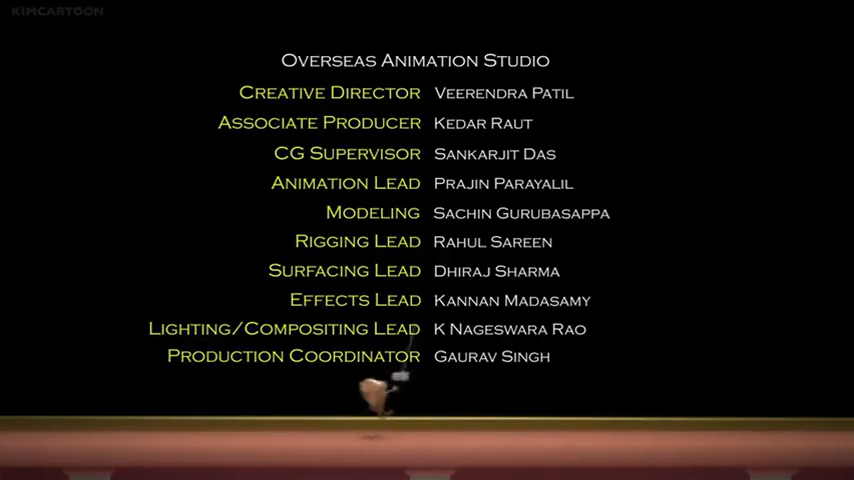 KIMCARTOON
OVERSEAS ANIMATION STUDIO
CREATIVE DIRECTOR VEERENDRA PATIL
ASSOCIATE PRODUCER KEDAR RAUT
CG SUPERVISOR SANKARJIT DAS
ANIMATION LEAD PRAJIN PARAYALIL
MODELING SACHIN GURUBASAPPA
RIGGING LEAD RAHUL SAREEN
SURFACING LEAD DHIRAJ SHARMA
EFFECTS LEAD KANNAN MADASAMY
LIGHTING/COMPOSITING LEAD K NAGESWARA RAO
PRODUCTION COORDINATOR GAURAV SINGH